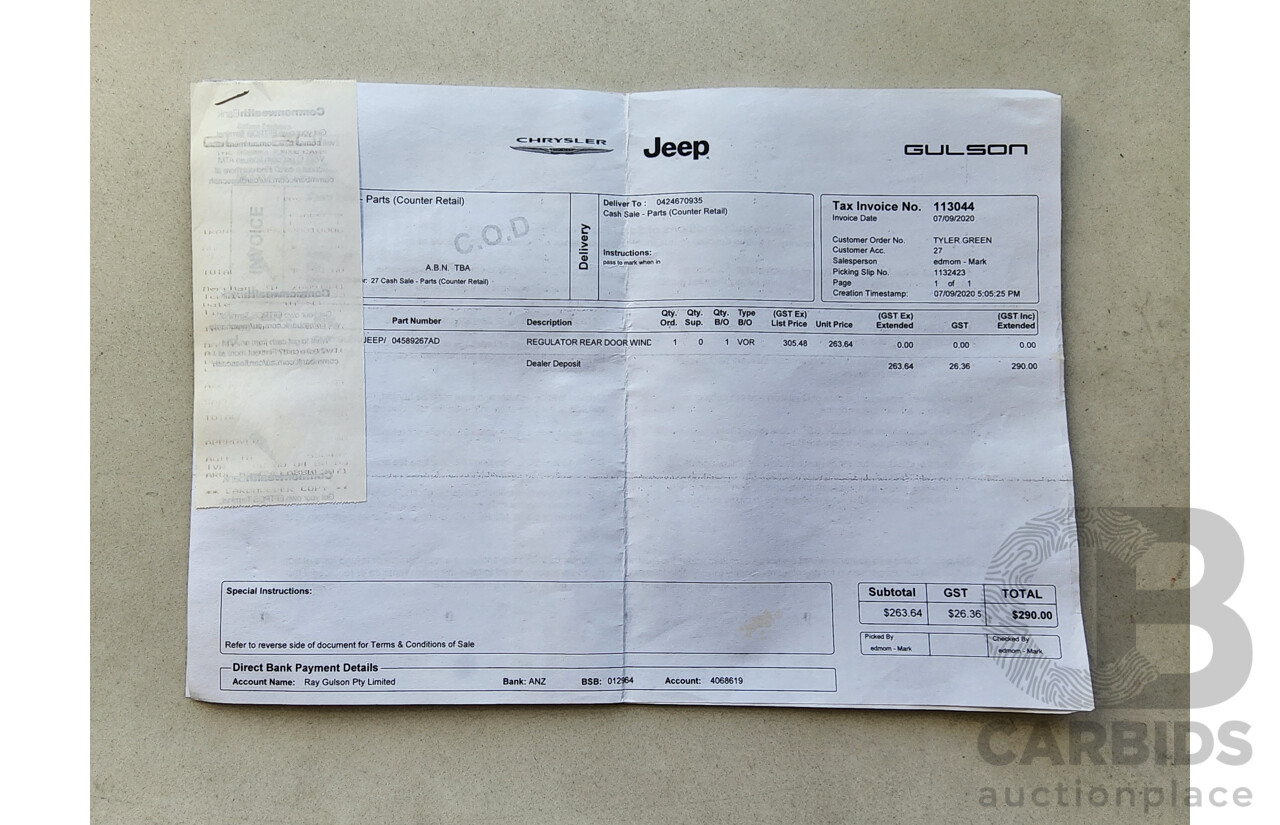 CHRYSLER
Jeep
GULSON
- Parts (Counter Retail)
C.O.D
A.B.N. TBA
r: 27 Cash Sale - Parts (Counter Retail)
Delivery
Deliver To : 0424670935
Cash Sale - Parts (Counter Retail)
Instructions:
pass to mark when in
Tax Invoice No. 113044
Invoice Date 07/09/2020
Customer Order No. TYLER GREEN
Customer Acc. 27
Salesperson edmom - Mark
Picking Slip No. 1132423
Page 1 of 1
Creation Timestamp: 07/09/2020 5:05:25 PM
Part Number Description Qty. Ord. Qty. Sup. Qty. B/O Type B/O (GST Ex) List Price Unit Price (GST Ex) Extended GST (GST Inc) Extended
JEEP/ 04589267AD REGULATOR REAR DOOR WIND 1 0 1 VOR 305.48 263.64 0.00 0.00 0.00
Dealer Deposit 263.64 26.36 290.00
INVOICE
CommonwealthBank
Special Instructions:
Refer to reverse side of document for Terms & Conditions of Sale
Subtotal GST TOTAL
$263.64 $26.36 $290.00
Picked By Checked By
edmom - Mark edmom - Mark
Direct Bank Payment Details
Account Name: Ray Gulson Pty Limited Bank: ANZ BSB: 012964 Account: 4068619
CB
CARBIDS
auctionplace